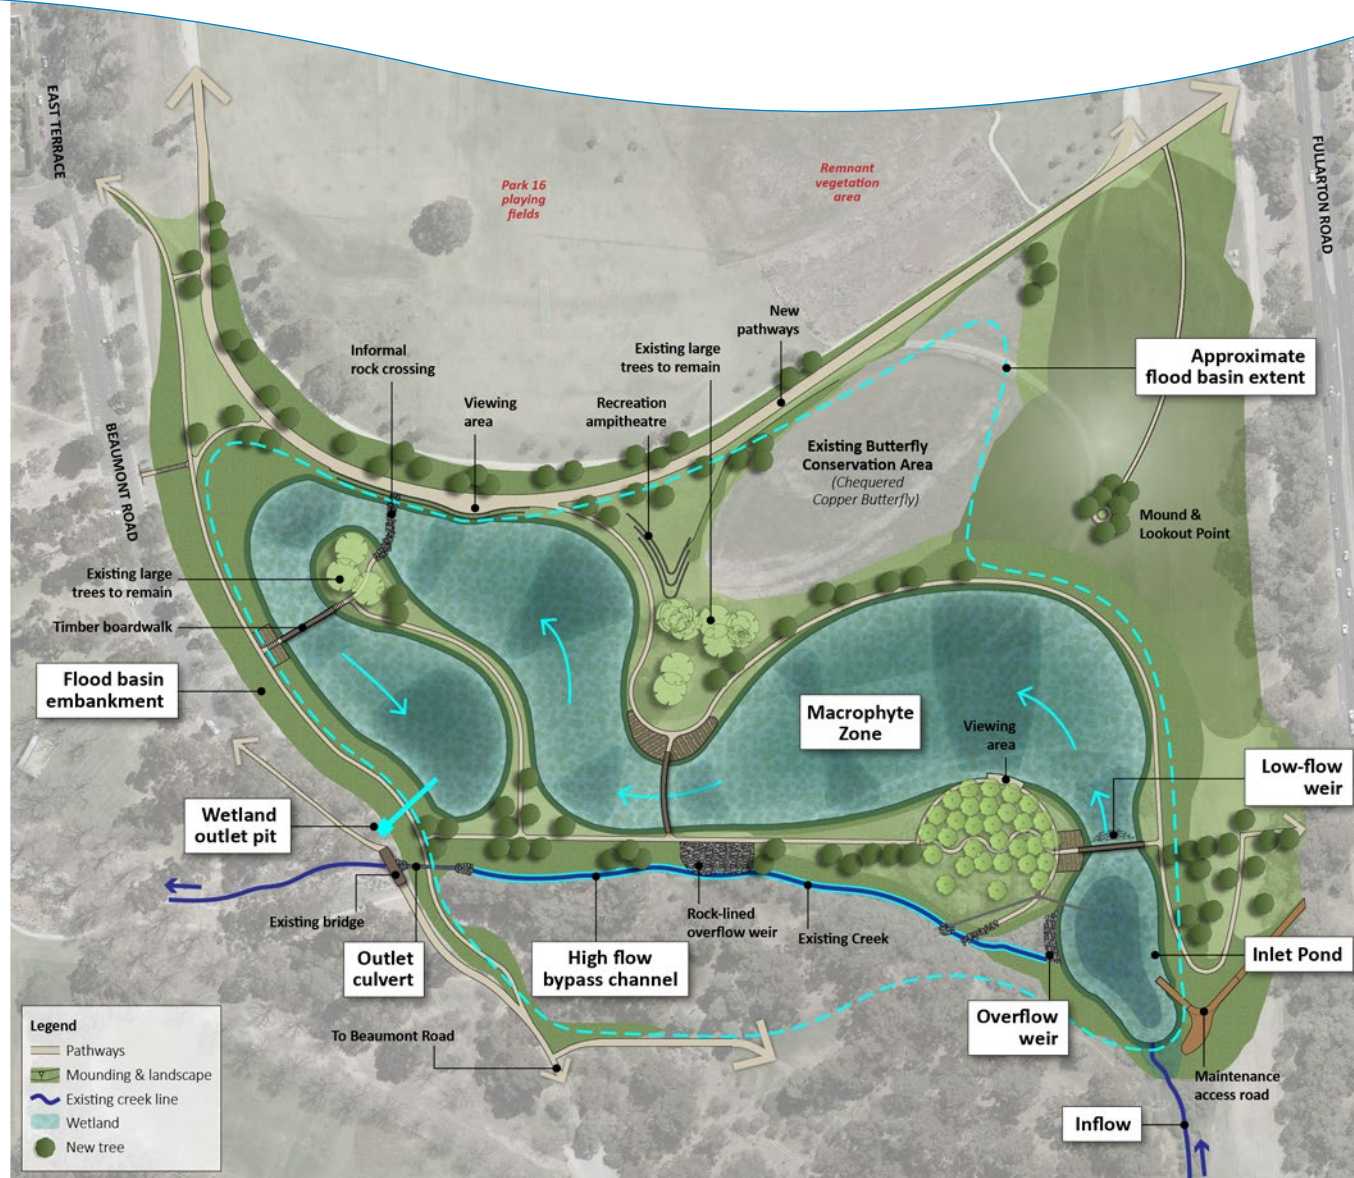 EAST TERRACE
FULLARTON ROAD
Park 16
playing
fields
Remnant
vegetation
area
New
pathways
Informal
rock crossing
Existing large
trees to remain
Approximate
flood basin extent
Viewing
area
Recreation
ampitheatre
BEAUMONT ROAD
Existing Butterfly
Conservation Area
(Chequered
Copper Butterfly)
Mound &
Lookout Point
Existing large
trees to remain
Timber boardwalk
Flood basin
embankment
Macrophyte
Zone
Viewing
area
Low-flow
weir
Wetland
outlet pit
Existing bridge
Rock-lined
overflow weir
Existing Creek
Outlet
culvert
High flow
bypass channel
Inlet Pond
Overflow
weir
To Beaumont Road
Maintenance
access road
Inflow
Legend
Pathways
Mounding & landscape
Existing creek line
Wetland
New tree